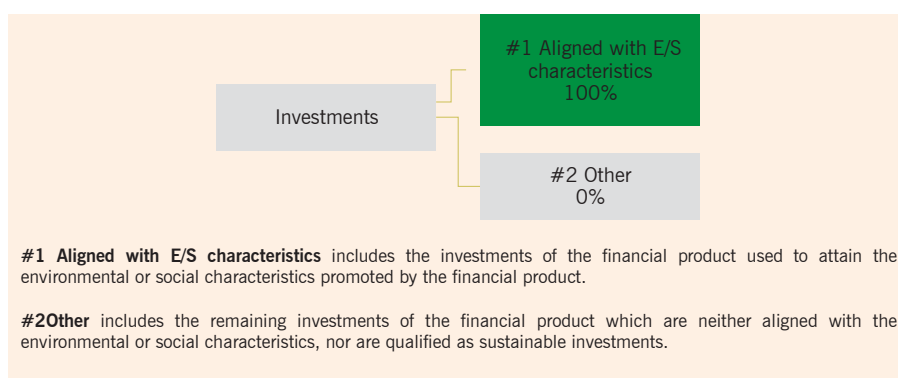 #1 Aligned with E/S
characteristics
100%
Investments
#2 Other
0%
#1 Aligned with E/S characteristics includes the investments of the financial product used to attain the
environmental or social characteristics promoted by the financial product.
#2Other includes the remaining investments of the financial product which are neither aligned with the
environmental or social characteristics, nor are qualified as sustainable investments.